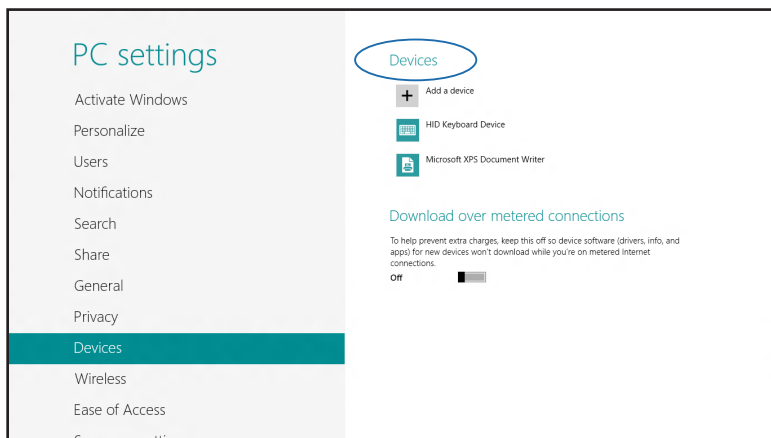 PC settings
Activate Windows
Personalize
Users
Notifications
Search
Share
General
Privacy
Devices
Wireless
Ease of Access
Devices
Add a device
HID Keyboard Device
Microsoft XPS Document Writer
Download over metered connections
To help prevent extra charges, keep this off so device software (drivers, info, and
apps) for new devices won't download while you're on metered Internet
connections.
Off